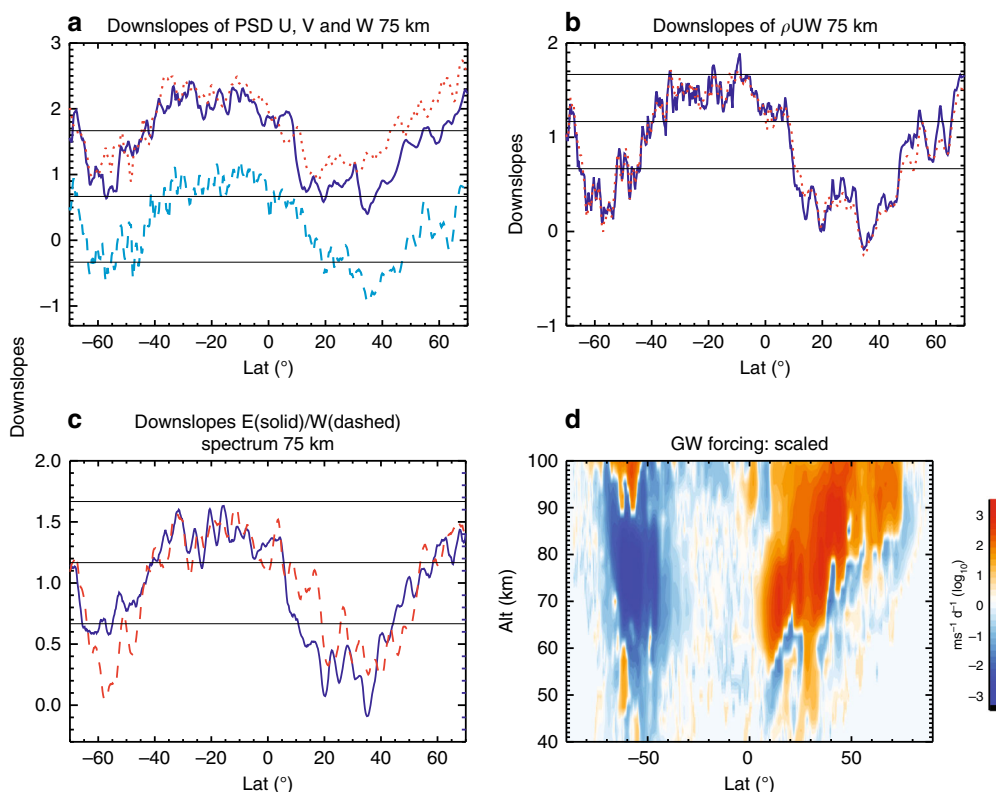 a
Downslopes of PSD U, V and W 75 km
3
2
1
0
−1
−60 −40 −20 0 20 40 60
Lat (°)
Downslopes
b
Downslopes of ρUW 75 km
2
1
0
−1
−60 −40 −20 0 20 40 60
Lat (°)
Downslopes
c
Downslopes E(solid)/W(dashed)
spectrum 75 km
2.0
1.5
1.0
0.5
0.0
−60 −40 −20 0 20 40 60
Lat (°)
d
GW forcing: scaled
100
90
80
70
60
50
40
Alt (km)
−50 0 50
Lat (°)
3
2
1
0
−1
−2
−3
ms⁻¹ d⁻¹ (log₁₀)